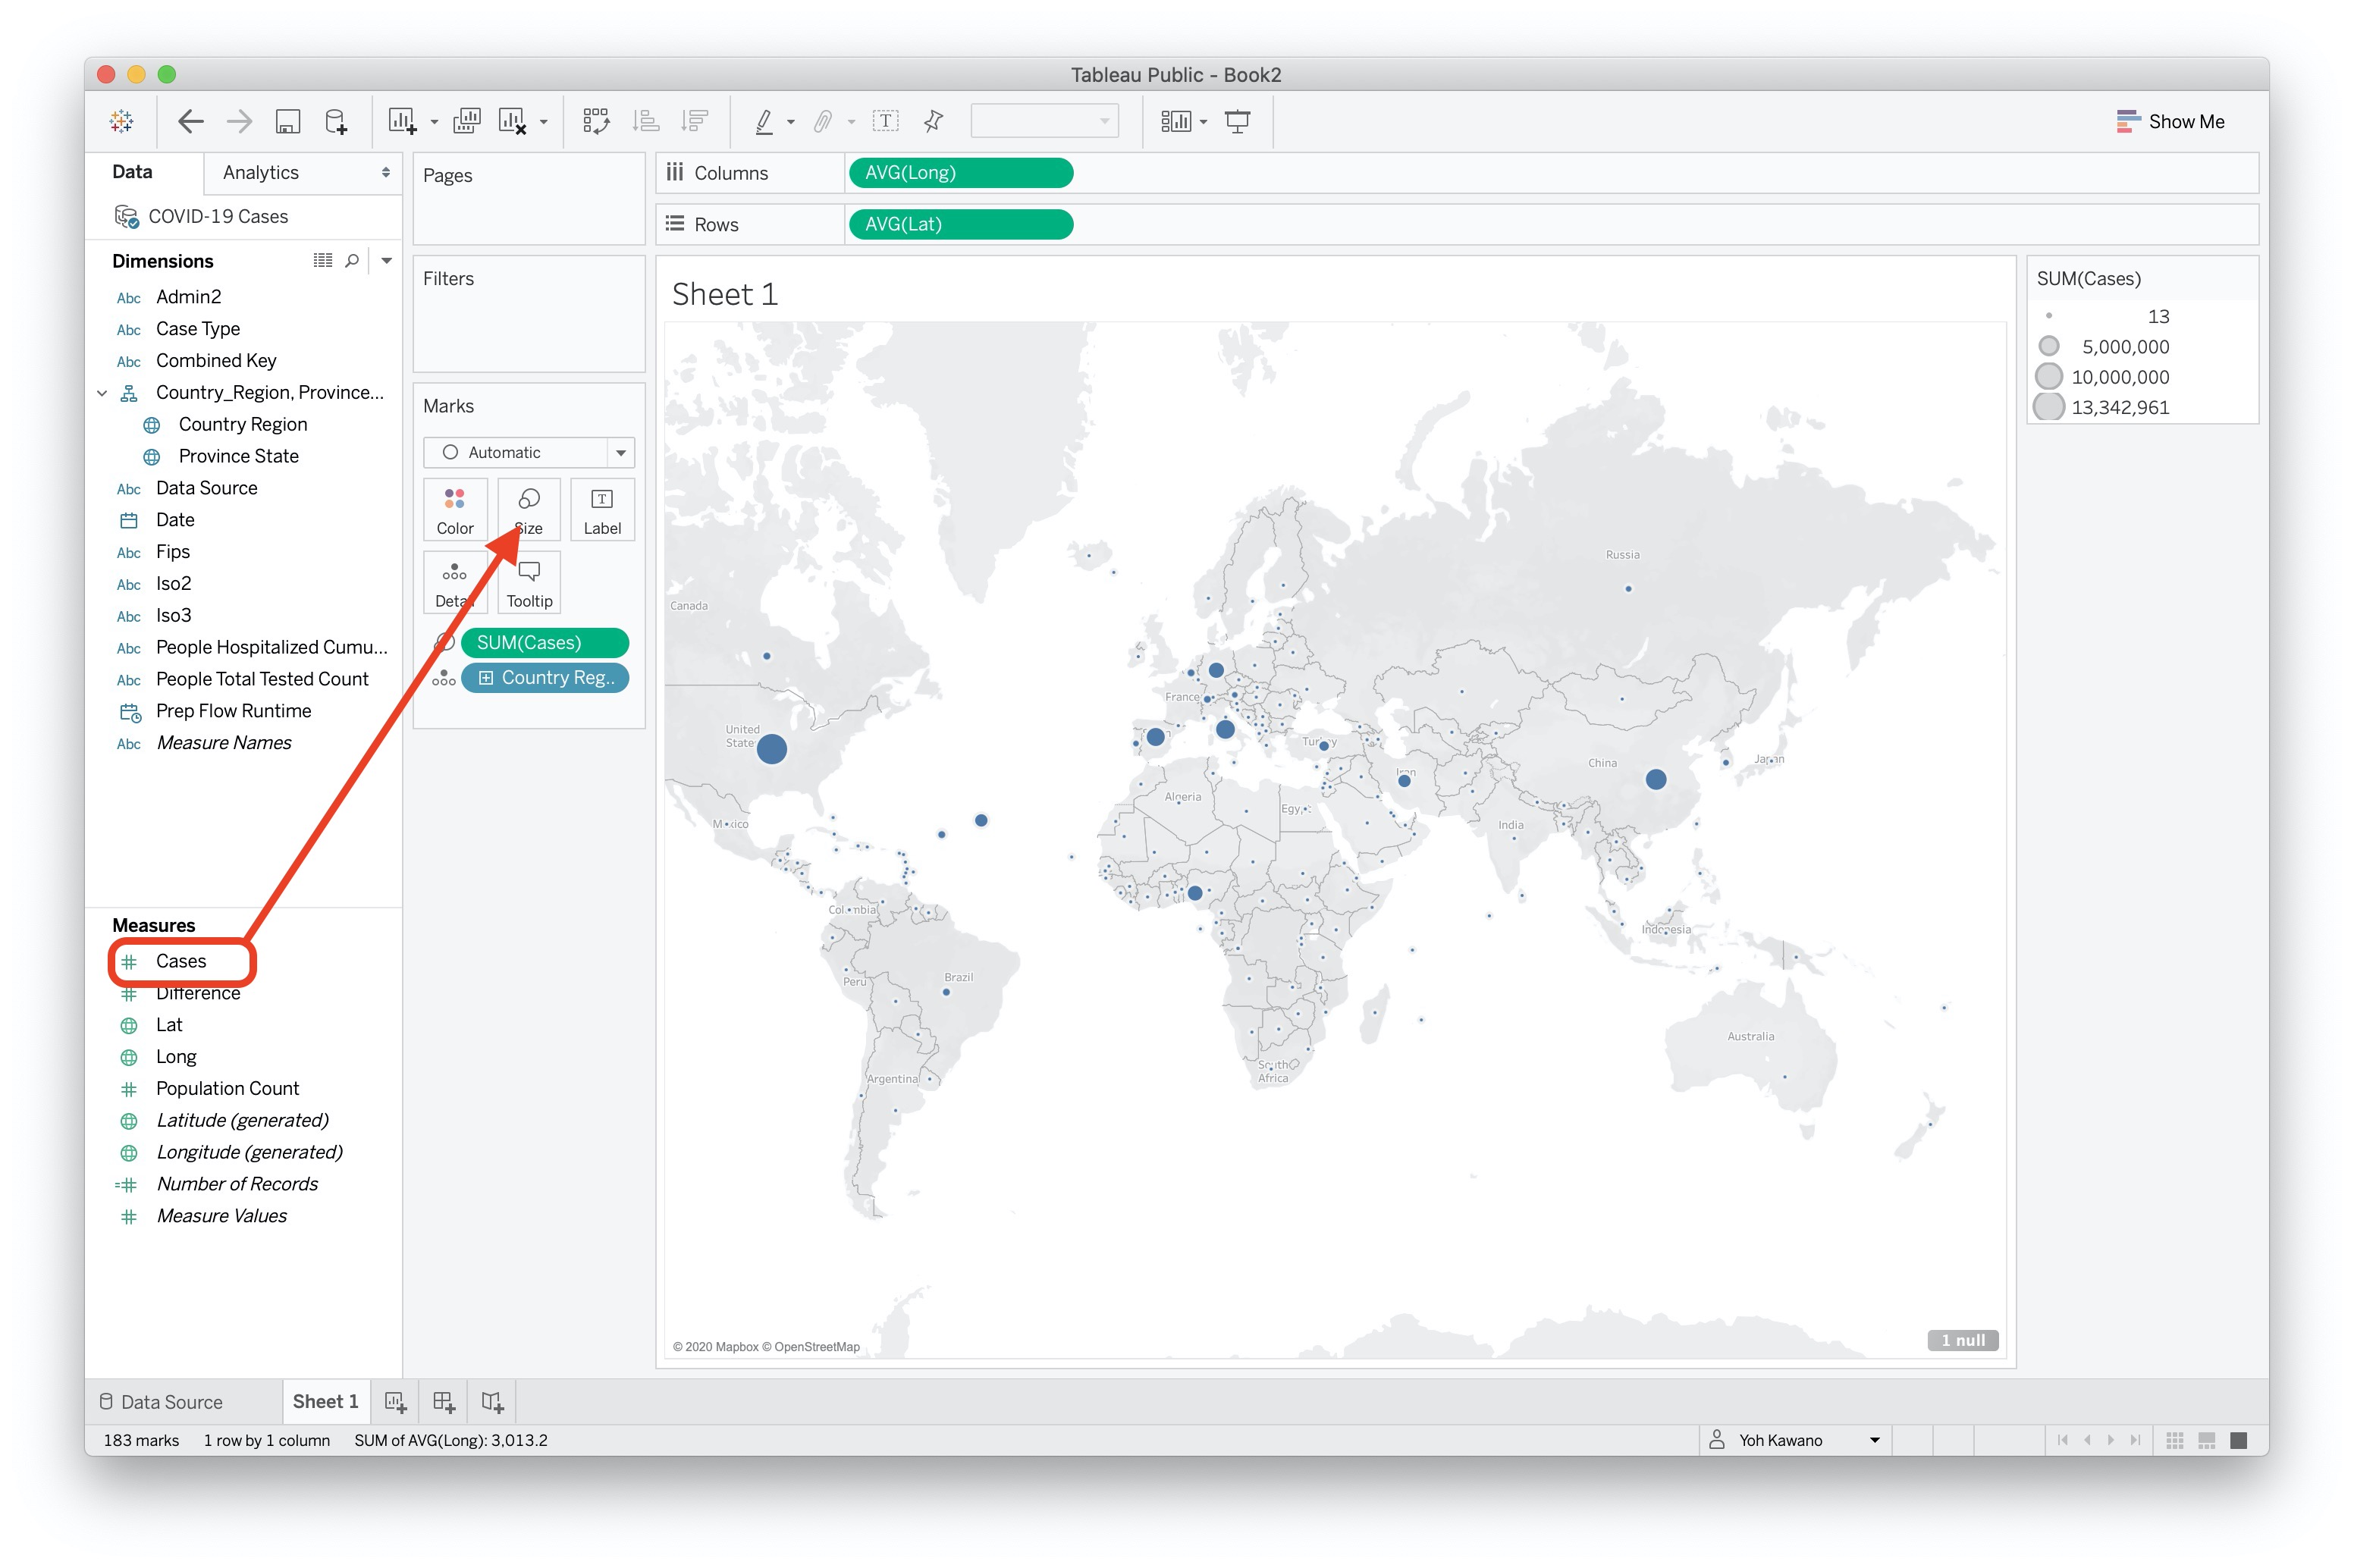 Tableau Public - Book2
Show Me
Data
Analytics
COVID-19 Cases
Dimensions
Abc Admin2
Abc Case Type
Abc Combined Key
Country_Region, Province...
Country Region
Province State
Abc Data Source
Date
Abc Fips
Abc Iso2
Abc Iso3
Abc People Hospitalized Cumu...
Abc People Total Tested Count
Prep Flow Runtime
Abc Measure Names
Measures
Cases
Difference
Lat
Long
Population Count
Latitude (generated)
Longitude (generated)
Number of Records
Measure Values
Pages
Filters
Marks
Automatic
Color
Size
Label
Detail
Tooltip
SUM(Cases)
Country Reg..
Columns
AVG(Long)
Rows
AVG(Lat)
Sheet 1
Russia
Canada
France
United
State
Turkey
Iran
China
Japan
Algeria
Egy
Mexico
India
Colombia
Indonesia
Brazil
Peru
Australia
South
Africa
Argentina
© 2020 Mapbox © OpenStreetMap
1 null
SUM(Cases)
13
5,000,000
10,000,000
13,342,961
Data Source
Sheet 1
183 marks
1 row by 1 column
SUM of AVG(Long): 3,013.2
Yoh Kawano